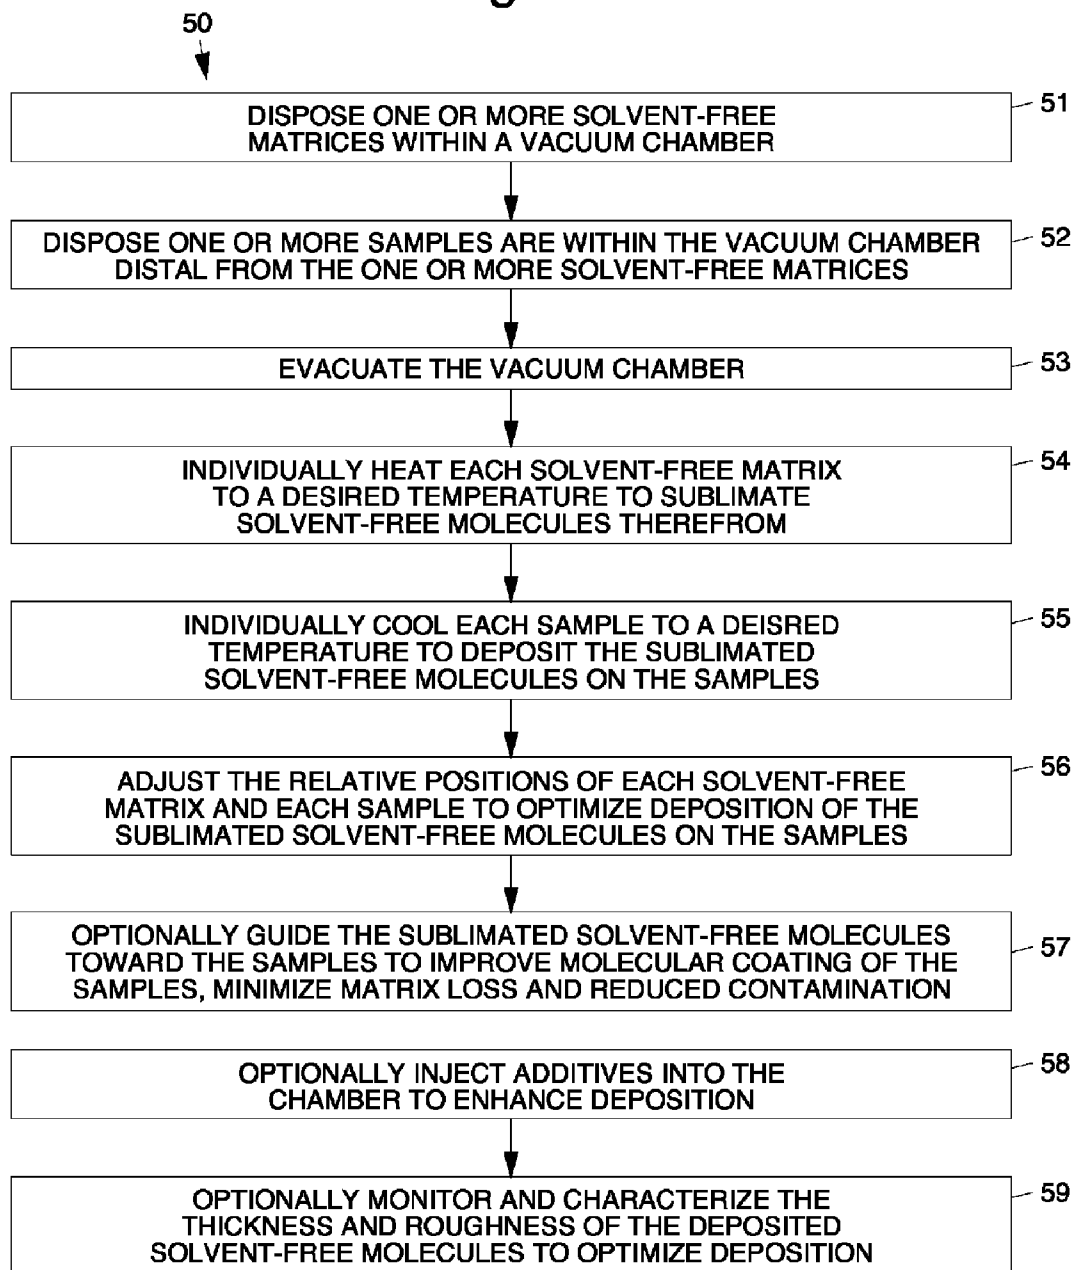 50
DISPOSE ONE OR MORE SOLVENT-FREE
MATRICES WITHIN A VACUUM CHAMBER
51
DISPOSE ONE OR MORE SAMPLES ARE WITHIN THE VACUUM CHAMBER
DISTAL FROM THE ONE OR MORE SOLVENT-FREE MATRICES
52
EVACUATE THE VACUUM CHAMBER
53
INDIVIDUALLY HEAT EACH SOLVENT-FREE MATRIX
TO A DESIRED TEMPERATURE TO SUBLIMATE
SOLVENT-FREE MOLECULES THEREFROM
54
INDIVIDUALLY COOL EACH SAMPLE TO A DEISRED
TEMPERATURE TO DEPOSIT THE SUBLIMATED
SOLVENT-FREE MOLECULES ON THE SAMPLES
55
ADJUST THE RELATIVE POSITIONS OF EACH SOLVENT-FREE
MATRIX AND EACH SAMPLE TO OPTIMIZE DEPOSITION OF THE
SUBLIMATED SOLVENT-FREE MOLECULES ON THE SAMPLES
56
OPTIONALLY GUIDE THE SUBLIMATED SOLVENT-FREE MOLECULES
TOWARD THE SAMPLES TO IMPROVE MOLECULAR COATING OF THE
SAMPLES, MINIMIZE MATRIX LOSS AND REDUCED CONTAMINATION
57
OPTIONALLY INJECT ADDITIVES INTO THE
CHAMBER TO ENHANCE DEPOSITION
58
OPTIONALLY MONITOR AND CHARACTERIZE THE
THICKNESS AND ROUGHNESS OF THE DEPOSITED
SOLVENT-FREE MOLECULES TO OPTIMIZE DEPOSITION
59